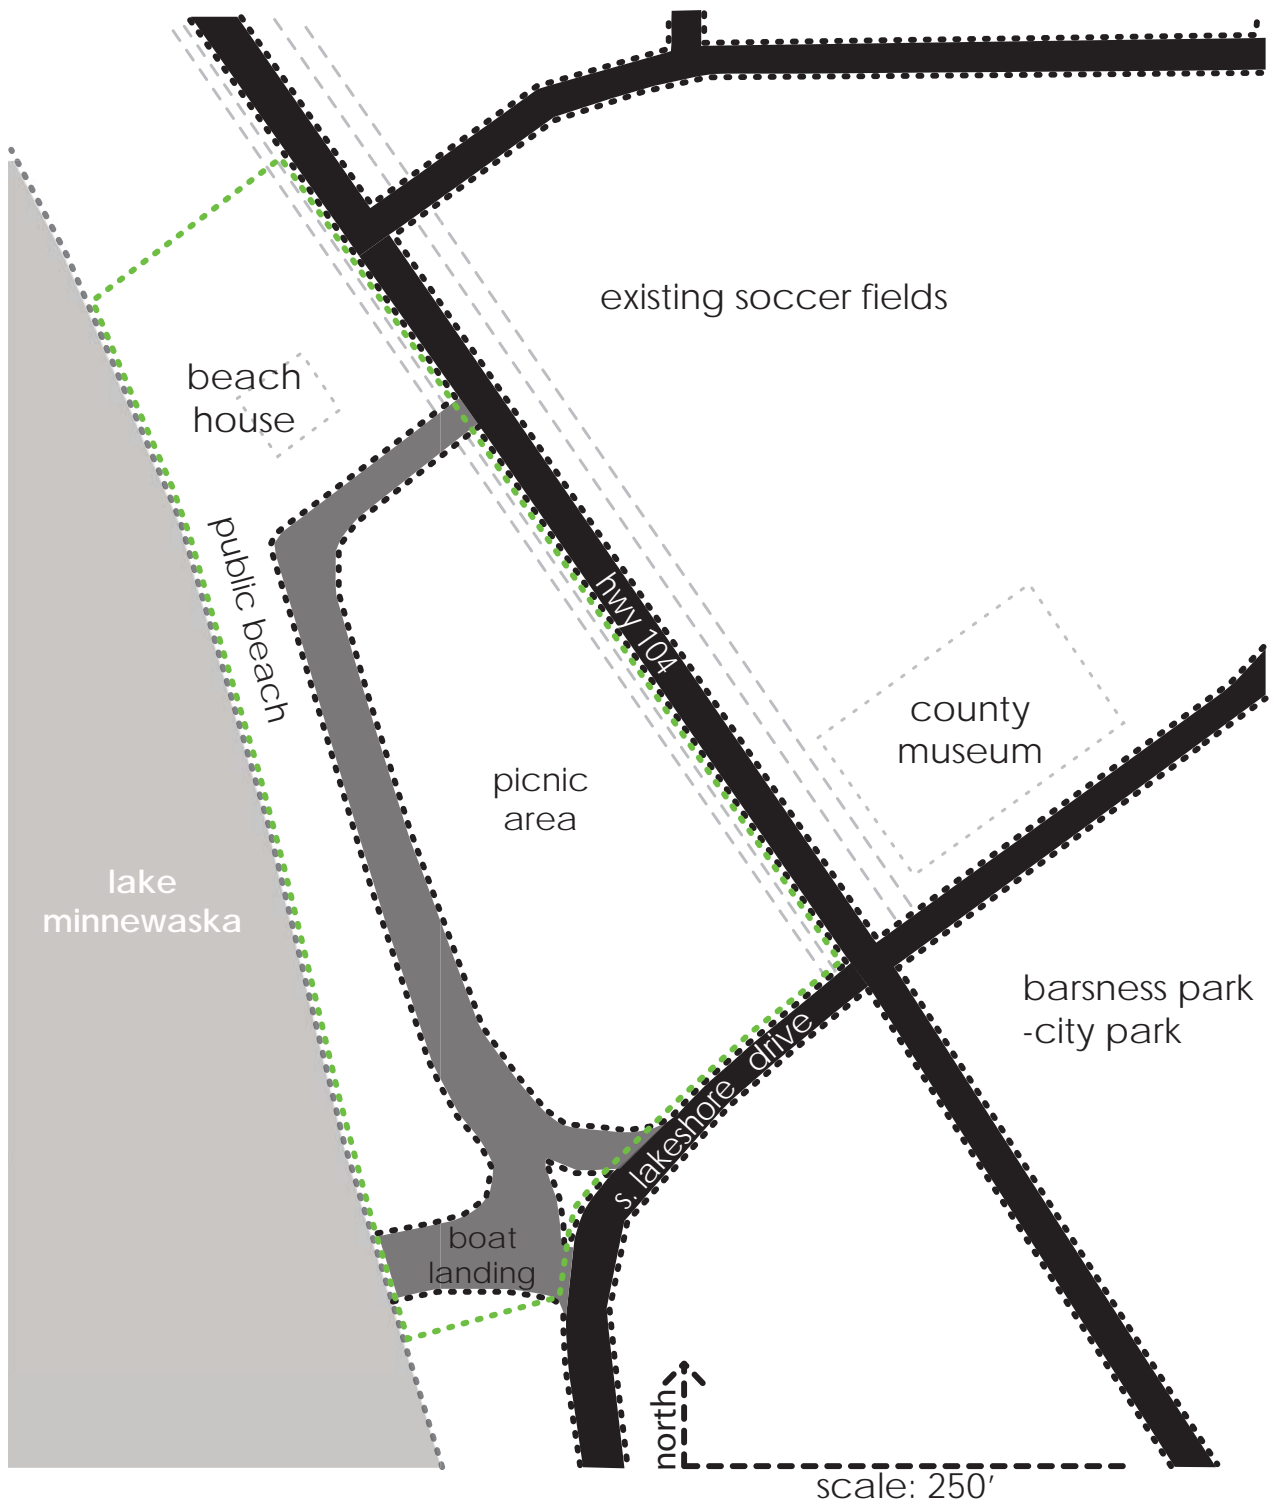 existing soccer fields
beach
house
public beach
hwy 104
county
museum
picnic
area
lake
minnewaska
barsness park
-city park
s. lakeshore drive
boat
landing
north
scale: 250'